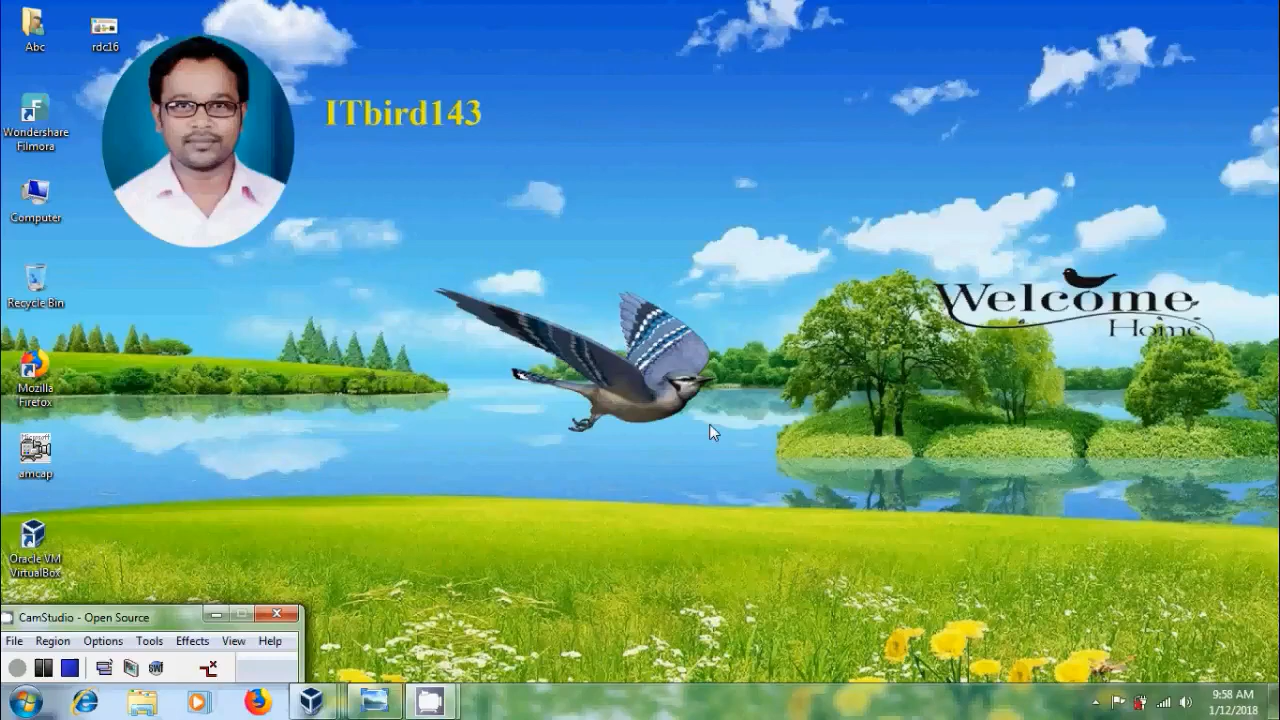 Abc
rdc16
ITbird143
Wondershare
Filmora
Computer
Recycle Bin
Welcome
Home
Mozilla
Firefox
Microsoft
amcap
Oracle VM
VirtualBox
CamStudio - Open Source
File Region Options Tools Effects View Help
9:58 AM
1/12/2018